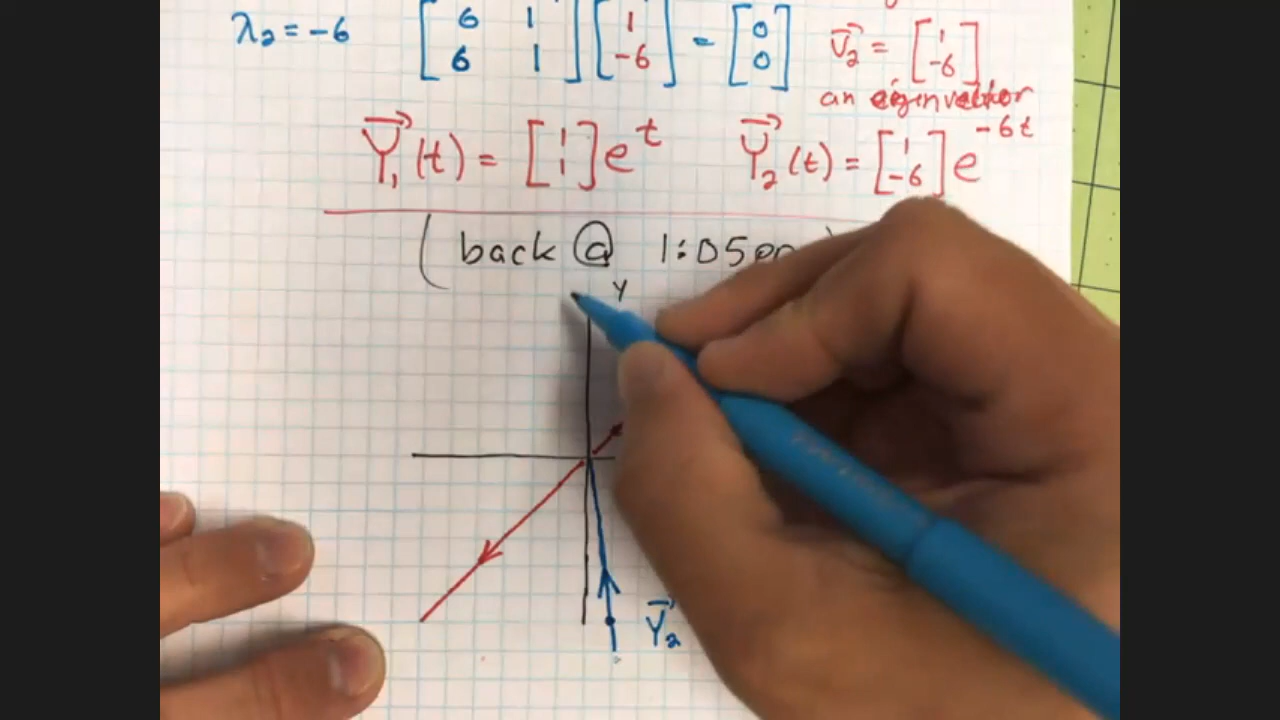 λ₂ = -6 [6 1; 6 1] [1; -6] = [0; 0] v⃗₂ = [1; -6]
an eigenvector
Y⃗₁(t) = [1; 1] eᵗ Y⃗₂(t) = [1; -6] e⁻⁶ᵗ
(back @ 1:05pm)
y
Y⃗₂